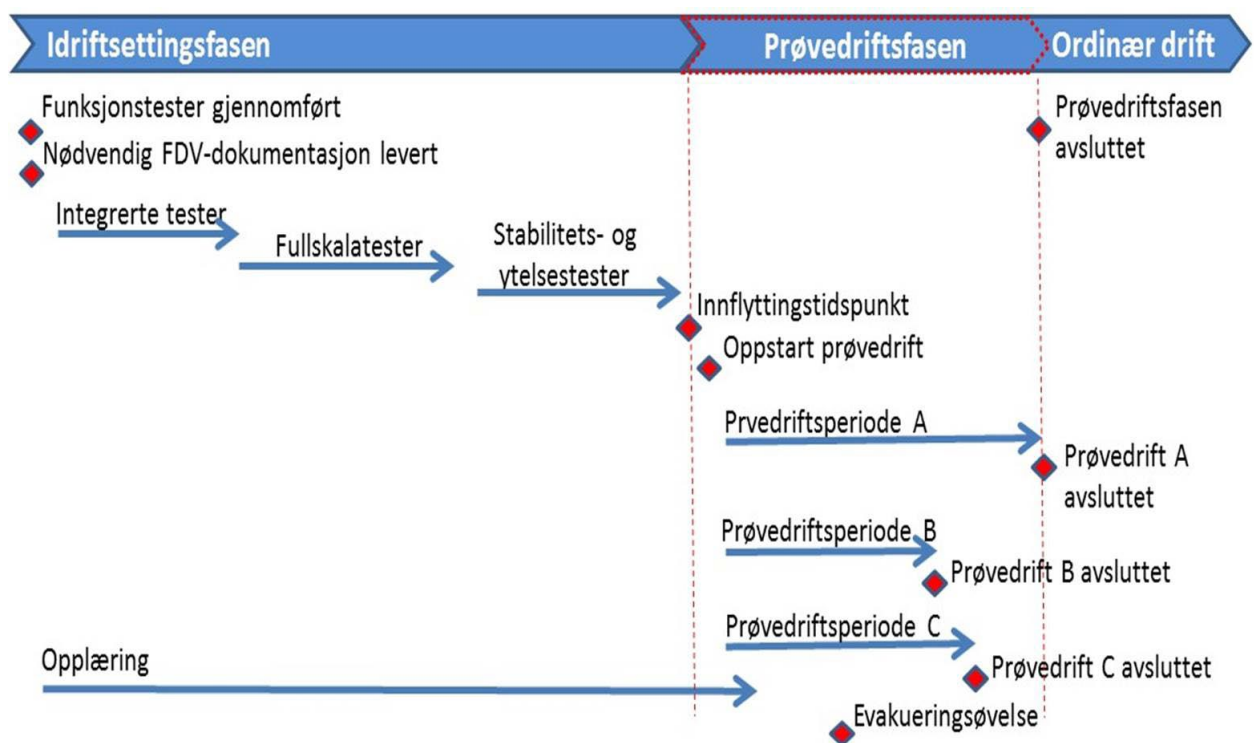 Idriftsettingsfasen
Prøvedriftsfasen
Ordinær drift
Funksjonstester gjennomført
Nødvendig FDV-dokumentasjon levert
Prøvedriftsfasen
avsluttet
Integrerte tester
Fullskalatester
Stabilitets- og
ytelsestester
Innflyttingstidspunkt
Oppstart prøvedrift
Prvedriftsperiode A
Prøvedrift A
avsluttet
Prøvedriftsperiode B
Prøvedrift B avsluttet
Prøvedriftsperiode C
Opplæring
Prøvedrift C avsluttet
Evakueringsøvelse